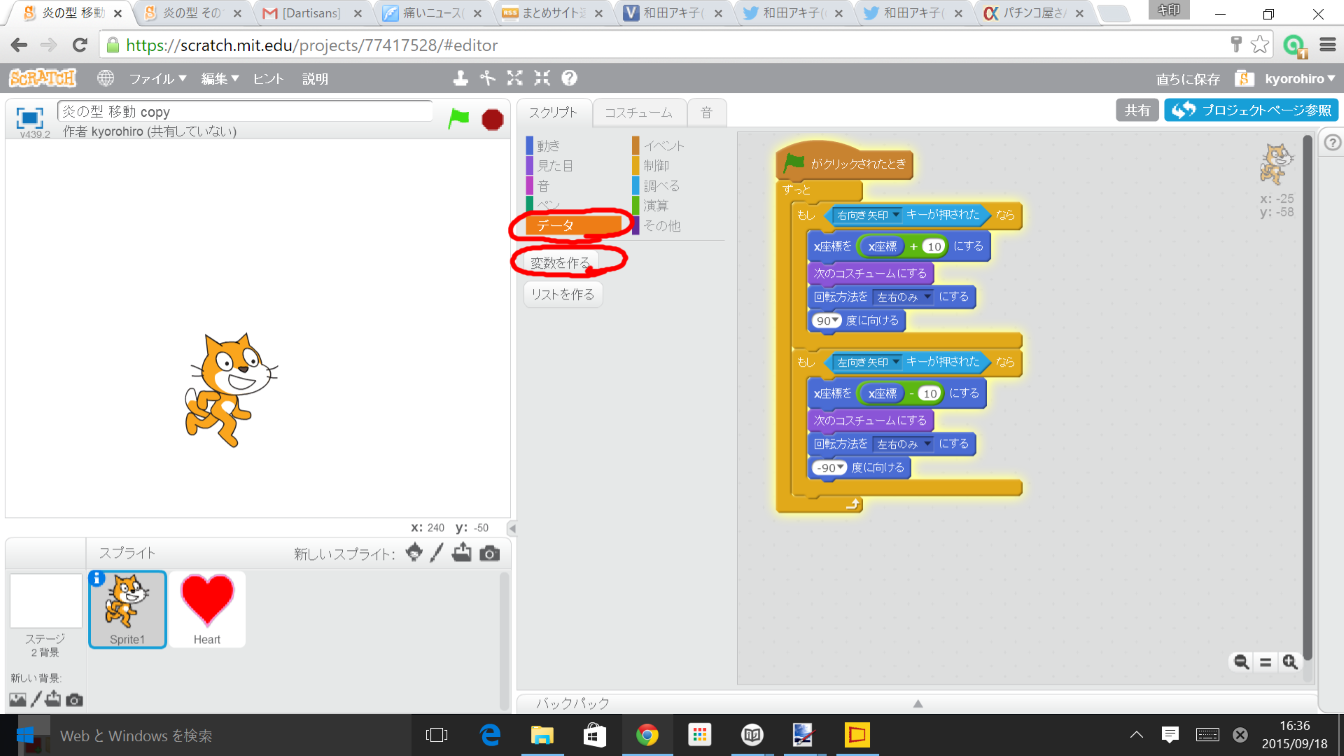 炎の型 移動
炎の型 その
[Dartisans]
痛いニュース(
まとめサイト
和田アキ子(
和田アキ子(
和田アキ子(
パチンコ屋さ
キ印
https://scratch.mit.edu/projects/77417528/#editor
SCRATCH
ファイル▼
編集▼
ヒント
説明
直ちに保存
kyorohiro▼
v439.2
炎の型 移動 copy
作者 kyorohiro (共有していない)
スクリプト
コスチューム
音
共有
プロジェクトページ参照
動き
イベント
見た目
制御
音
調べる
ペン
演算
データ
その他
変数を作る
リストを作る
がクリックされたとき
ずっと
もし 右向き矢印 キーが押された なら
x座標を x座標 + 10 にする
次のコスチュームにする
回転方法を 左右のみ にする
90 度に向ける
もし 左向き矢印 キーが押された なら
x座標を x座標 - 10 にする
次のコスチュームにする
回転方法を 左右のみ にする
-90 度に向ける
x: -25
y: -58
x: 240 y: -50
スプライト
新しいスプライト:
Sprite1
Heart
ステージ
2 背景
新しい背景:
バックパック
Web と Windows を検索
16:36
2015/09/18